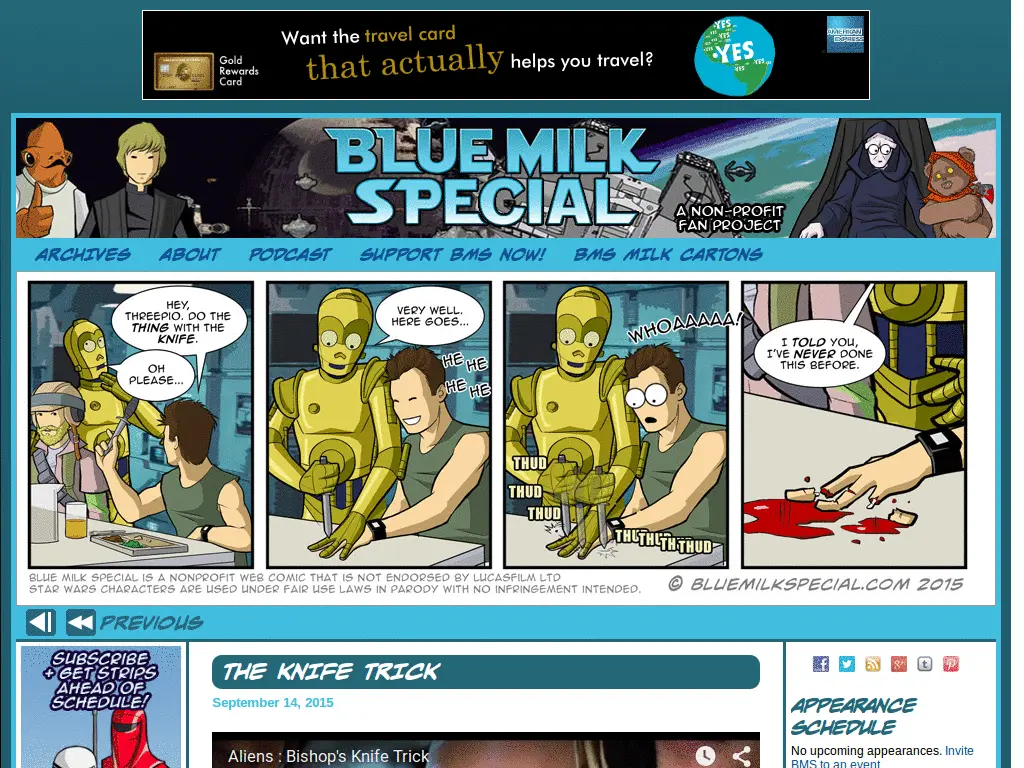 Want the travel card
that actually helps you travel?
Gold
Rewards
Card
YES
YES
YES
YES
YES
AMERICAN
EXPRESS
BLUE MILK
SPECIAL
A NON-PROFIT
FAN PROJECT
ARCHIVES ABOUT PODCAST SUPPORT BMS NOW! BMS MILK CARTONS
HEY,
THREEPIO. DO THE
THING WITH THE
KNIFE.
OH
PLEASE...
VERY WELL.
HERE GOES...
HE
HE
HE
HE
WHOAAAAA!
THUD
THUD
THUD
THUD
I TOLD YOU,
I'VE NEVER DONE
THIS BEFORE.
BLUE MILK SPECIAL IS A NONPROFIT WEB COMIC THAT IS NOT ENDORSED BY LUCASFILM LTD
STAR WARS CHARACTERS ARE USED UNDER FAIR USE LAWS IN PARODY WITH NO INFRINGEMENT INTENDED.
© BLUEMILKSPECIAL.COM 2015
PREVIOUS
SUBSCRIBE
+ GET STRIPS
AHEAD OF
SCHEDULE!
THE KNIFE TRICK
September 14, 2015
Aliens : Bishop's Knife Trick
APPEARANCE
SCHEDULE
No upcoming appearances. Invite
BMS to an event